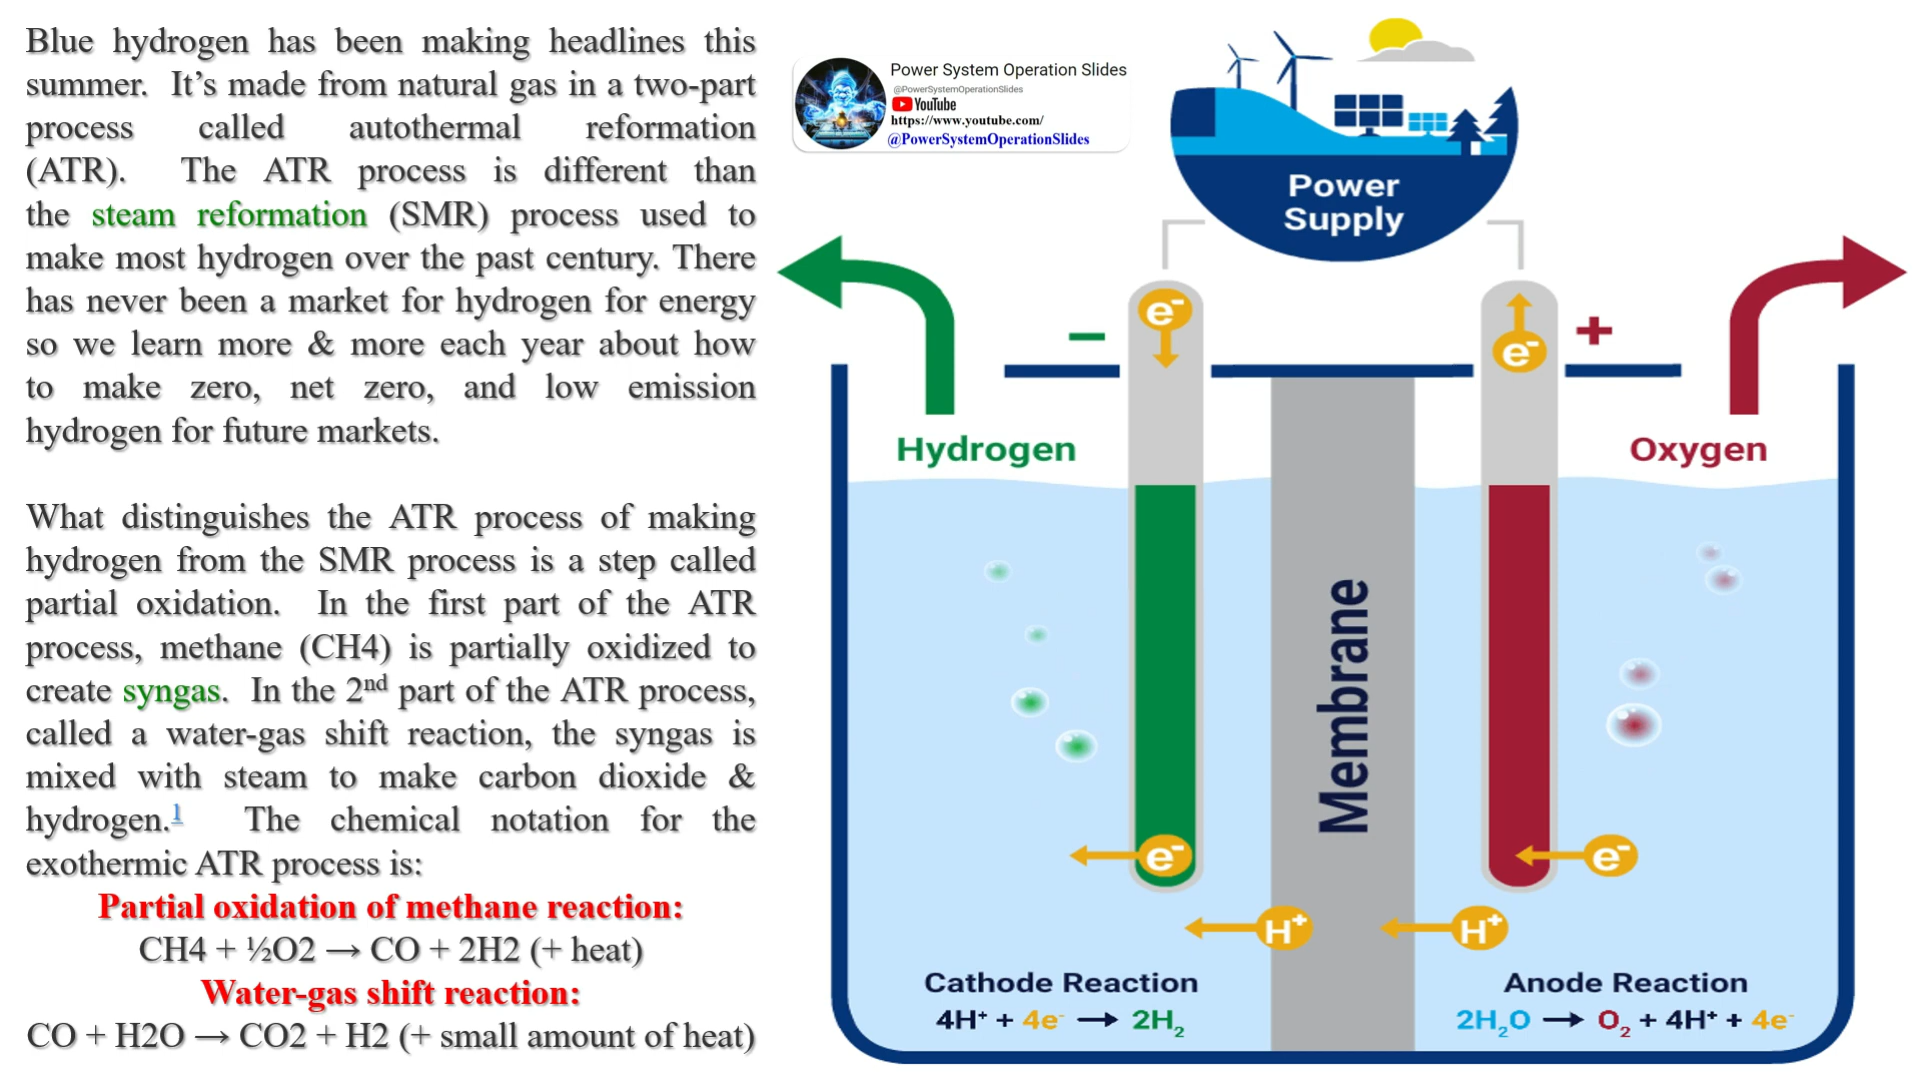 Blue hydrogen has been making headlines this
summer. It’s made from natural gas in a two-part
process called autothermal reformation
(ATR). The ATR process is different than
the steam reformation (SMR) process used to
make most hydrogen over the past century. There
has never been a market for hydrogen for energy
so we learn more & more each year about how
to make zero, net zero, and low emission
hydrogen for future markets.
What distinguishes the ATR process of making
hydrogen from the SMR process is a step called
partial oxidation. In the first part of the ATR
process, methane (CH4) is partially oxidized to
create syngas. In the 2nd part of the ATR process,
called a water-gas shift reaction, the syngas is
mixed with steam to make carbon dioxide &
hydrogen.1 The chemical notation for the
exothermic ATR process is:
Partial oxidation of methane reaction:
CH4 + ½O2 → CO + 2H2 (+ heat)
Water-gas shift reaction:
CO + H2O → CO2 + H2 (+ small amount of heat)
Power System Operation Slides
@PowerSystemOperationSlides
YouTube
https://www.youtube.com/
@PowerSystemOperationSlides
Power
Supply
e⁻
e⁻
−
+
Hydrogen
Oxygen
Membrane
e⁻
e⁻
H⁺
H⁺
Cathode Reaction
4H⁺ + 4e⁻ → 2H₂
Anode Reaction
2H₂O → O₂ + 4H⁺ + 4e⁻